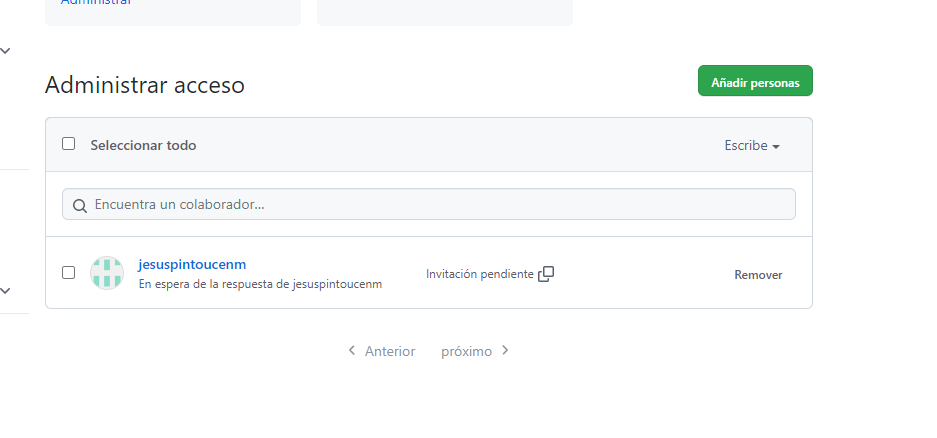 Administrar
Administrar acceso
Añadir personas
Seleccionar todo
Escribe
Encuentra un colaborador...
jesuspintoucenm
En espera de la respuesta de jesuspintoucenm
Invitación pendiente
Remover
Anterior
próximo